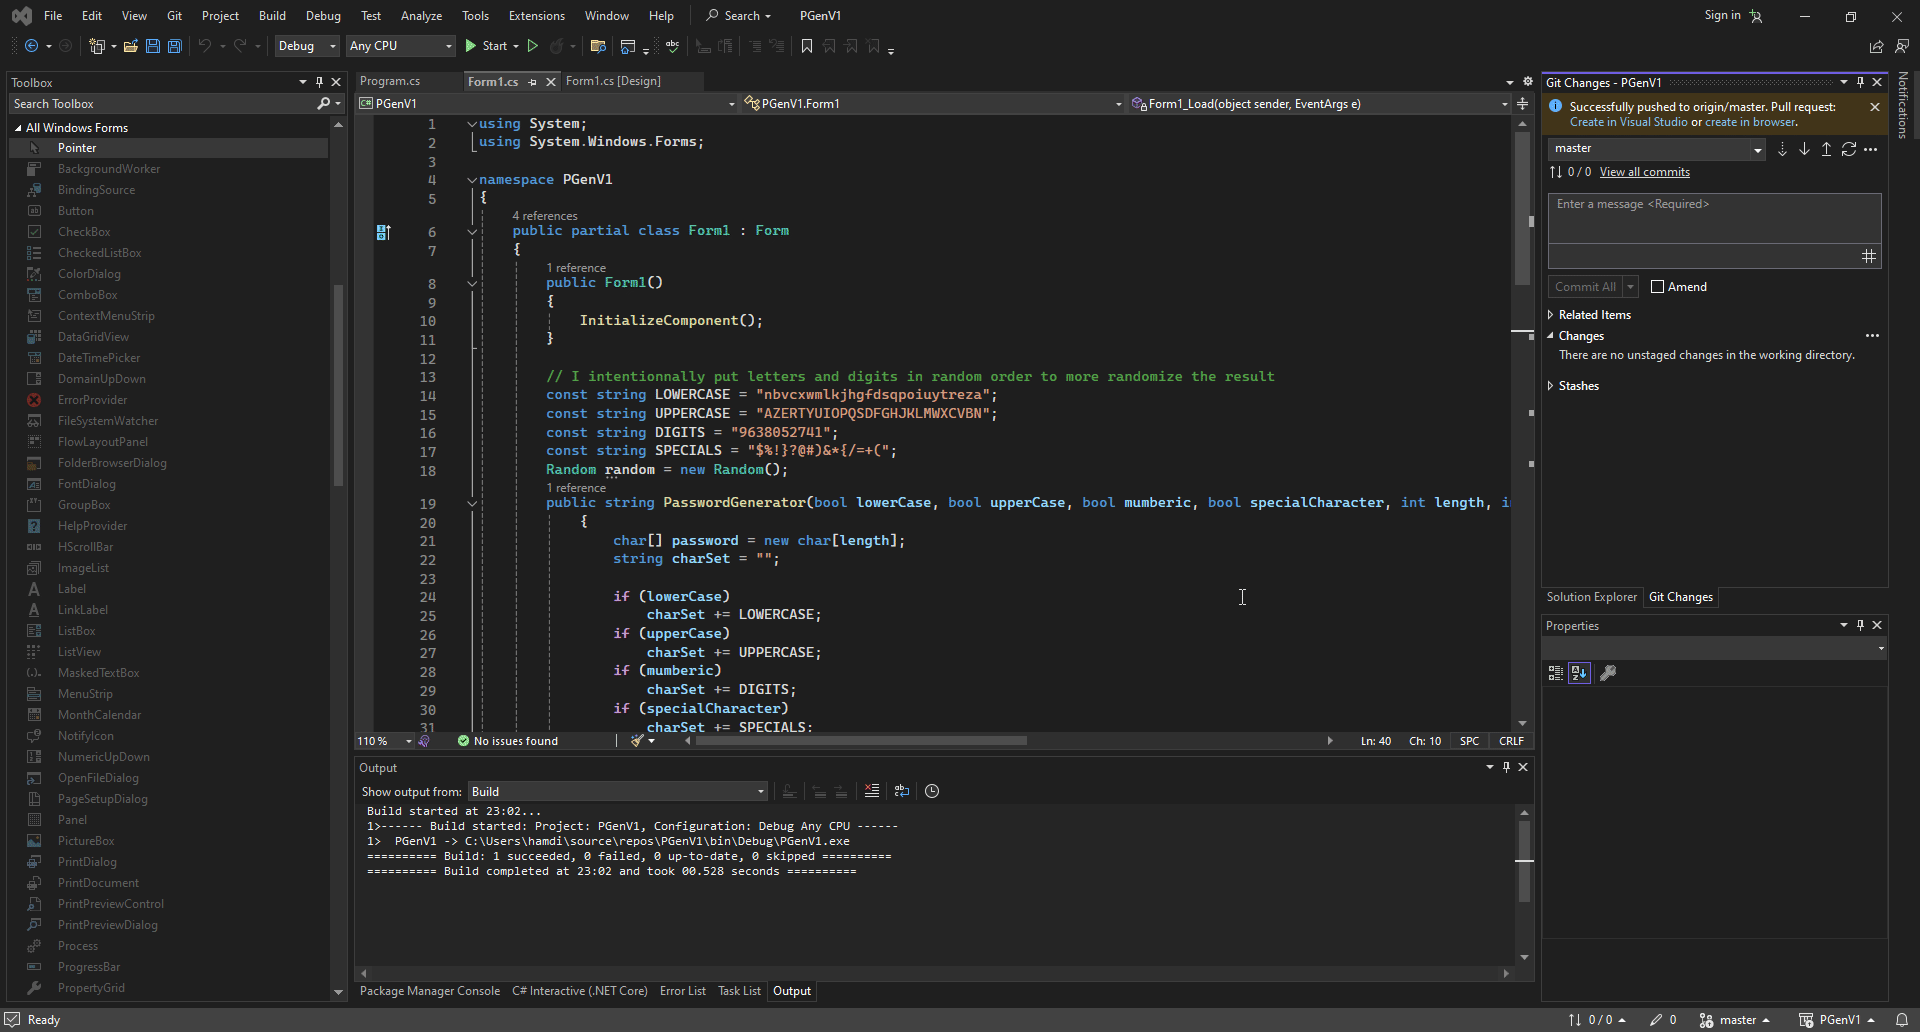 File Edit View Git Project Build Debug Test Analyze Tools Extensions Window Help Search PGenV1 Sign in
Debug Any CPU Start
Toolbox
Search Toolbox
All Windows Forms
Pointer
BackgroundWorker
BindingSource
Button
CheckBox
CheckedListBox
ColorDialog
ComboBox
ContextMenuStrip
DataGridView
DateTimePicker
DomainUpDown
ErrorProvider
FileSystemWatcher
FlowLayoutPanel
FolderBrowserDialog
FontDialog
GroupBox
HelpProvider
HScrollBar
ImageList
Label
LinkLabel
ListBox
ListView
MaskedTextBox
MenuStrip
MonthCalendar
NotifyIcon
NumericUpDown
OpenFileDialog
PageSetupDialog
Panel
PictureBox
PrintDialog
PrintDocument
PrintPreviewControl
PrintPreviewDialog
Process
ProgressBar
PropertyGrid
Program.cs Form1.cs Form1.cs [Design]
PGenV1 PGenV1.Form1 Form1_Load(object sender, EventArgs e)
1 using System;
2 using System.Windows.Forms;
3
4 namespace PGenV1
5 {
4 references
6 public partial class Form1 : Form
7 {
1 reference
8 public Form1()
9 {
10 InitializeComponent();
11 }
12
13 // I intentionnally put letters and digits in random order to more randomize the result
14 const string LOWERCASE = "nbvcxwmlkjhgfdsqpoiuytreza";
15 const string UPPERCASE = "AZERTYUIOPQSDFGHJKLMWXCVBN";
16 const string DIGITS = "9638052741";
17 const string SPECIALS = "$%!}?@#)&*{/=+(";
18 Random random = new Random();
1 reference
19 public string PasswordGenerator(bool lowerCase, bool upperCase, bool mumberic, bool specialCharacter, int length, i
20 {
21 char[] password = new char[length];
22 string charSet = "";
23
24 if (lowerCase)
25 charSet += LOWERCASE;
26 if (upperCase)
27 charSet += UPPERCASE;
28 if (mumberic)
29 charSet += DIGITS;
30 if (specialCharacter)
31 charSet += SPECIALS;
110 % No issues found Ln: 40 Ch: 10 SPC CRLF
Output
Show output from: Build
Build started at 23:02...
1>------ Build started: Project: PGenV1, Configuration: Debug Any CPU ------
1>  PGenV1 -> C:\Users\hamdi\source\repos\PGenV1\bin\Debug\PGenV1.exe
========== Build: 1 succeeded, 0 failed, 0 up-to-date, 0 skipped ==========
========== Build completed at 23:02 and took 00.528 seconds ==========
Package Manager Console C# Interactive (.NET Core) Error List Task List Output
Git Changes - PGenV1
Successfully pushed to origin/master. Pull request:
Create in Visual Studio or create in browser.
master
0 / 0 View all commits
Enter a message <Required>
Commit All Amend
Related Items
Changes
There are no unstaged changes in the working directory.
Stashes
Solution Explorer Git Changes
Properties
Notifications
Ready 0 / 0 0 master PGenV1